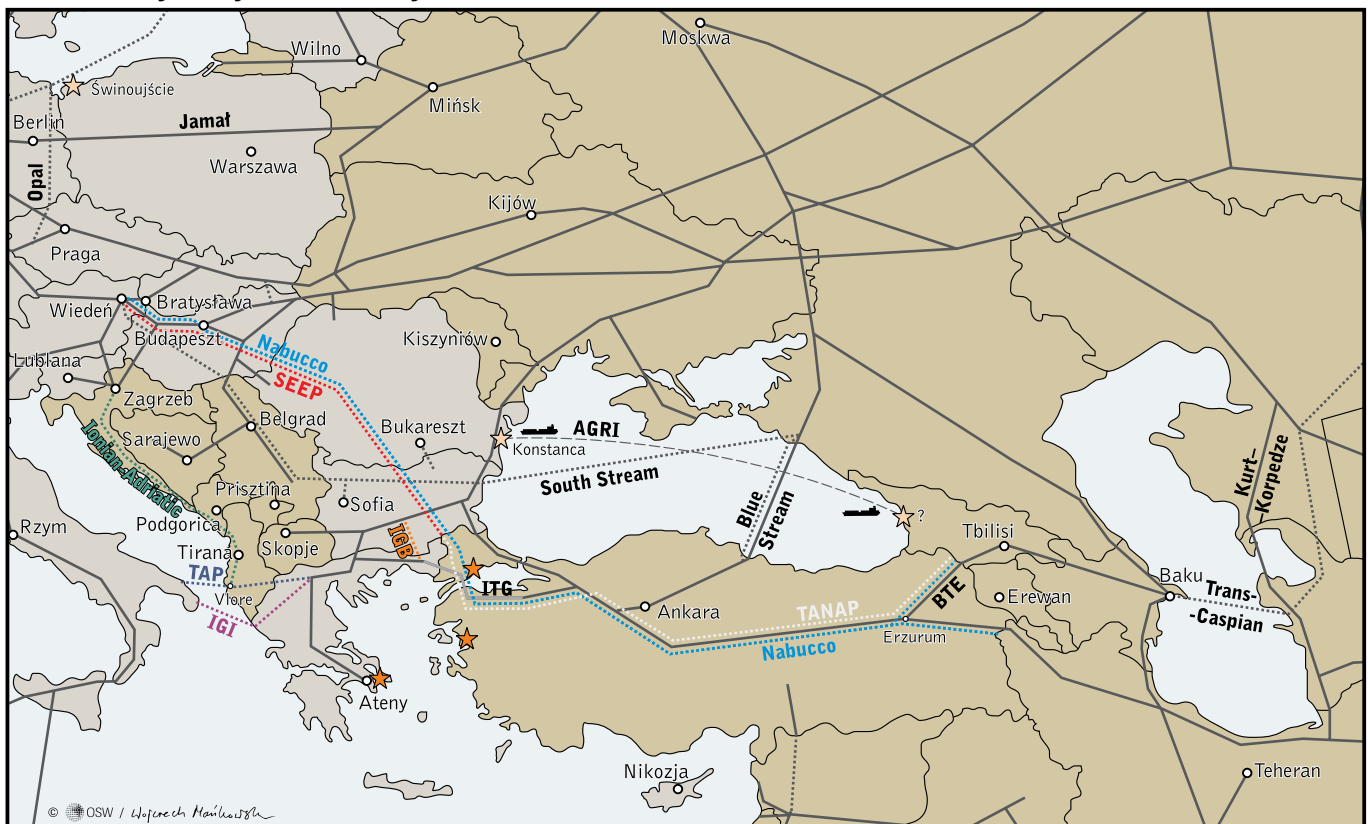 Moskwa
Wilno
Świnoujście
Mińsk
Berlin
Jamał
Warszawa
Opal
Kijów
Praga
Wiedeń
Bratysława
Budapeszt
Nabucco
SEEP
Kiszyniów
Lublana
Zagrzeb
Belgrad
Bukareszt
AGRI
Konstanca
Ionian-Adriatic
Sarajewo
South Stream
Kurt-
-Korpedze
Prisztina
Sofia
Blue
Stream
?
Podgorica
Rzym
Skopje
IGB
Tbilisi
Tirana
TAP
Vlore
ITG
BTE
Baku
Trans-
-Caspian
Erewan
IGI
Ankara
TANAP
Erzurum
Nabucco
Ateny
Nikozja
Teheran
© OSW / Wojciech Mańkowski